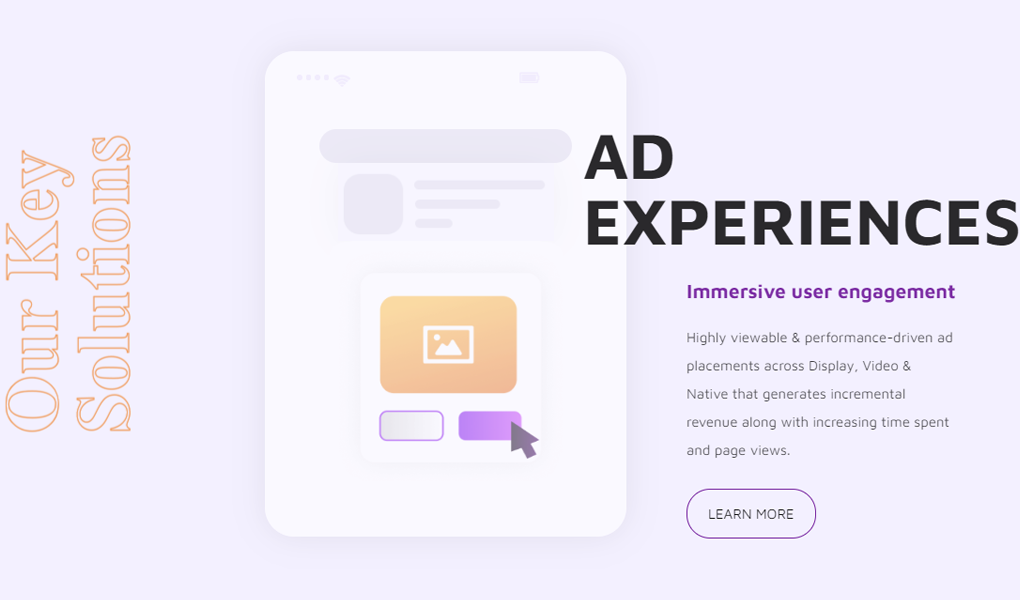 Our Key
Solutions
AD
EXPERIENCES
Immersive user engagement
Highly viewable & performance-driven ad
placements across Display, Video &
Native that generates incremental
revenue along with increasing time spent
and page views.
LEARN MORE